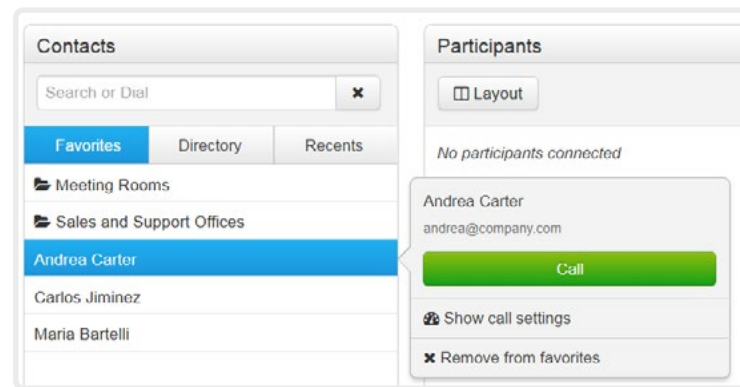 Contacts
Search or Dial
Favorites
Directory
Recents
Meeting Rooms
Sales and Support Offices
Andrea Carter
Carlos Jiminez
Maria Bartelli
Participants
Layout
No participants connected
Andrea Carter
andrea@company.com
Call
Show call settings
Remove from favorites